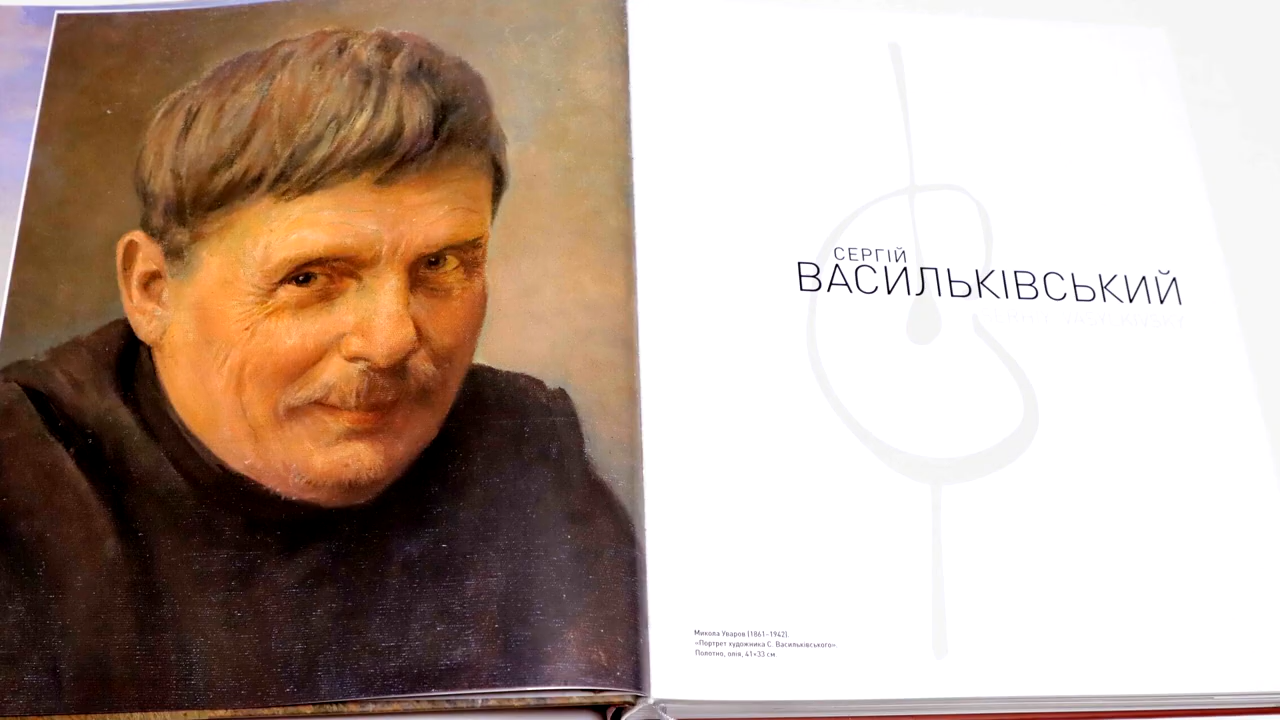 СЕРГІЙ
ВАСИЛЬКІВСЬКИЙ
Микола Уваров (1861–1942).
«Портрет художника С. Васильківського».
Полотно, олія, 41×33 см.